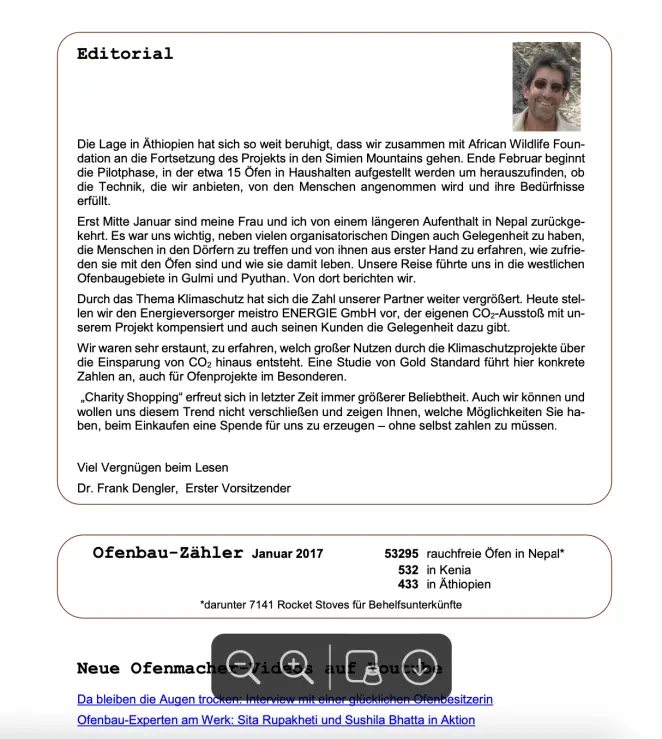 Editorial
Die Lage in Äthiopien hat sich so weit beruhigt, dass wir zusammen mit African Wildlife Foun-
dation an die Fortsetzung des Projekts in den Simien Mountains gehen. Ende Februar beginnt
die Pilotphase, in der etwa 15 Öfen in Haushalten aufgestellt werden um herauszufinden, ob
die Technik, die wir anbieten, von den Menschen angenommen wird und ihre Bedürfnisse
erfüllt.
Erst Mitte Januar sind meine Frau und ich von einem längeren Aufenthalt in Nepal zurückge-
kehrt. Es war uns wichtig, neben vielen organisatorischen Dingen auch Gelegenheit zu haben,
die Menschen in den Dörfern zu treffen und von ihnen aus erster Hand zu erfahren, wie zufrie-
den sie mit den Öfen sind und wie sie damit leben. Unsere Reise führte uns in die westlichen
Ofenbaugebiete in Gulmi und Pyuthan. Von dort berichten wir.
Durch das Thema Klimaschutz hat sich die Zahl unserer Partner weiter vergrößert. Heute stel-
len wir den Energieversorger meistro ENERGIE GmbH vor, der eigenen CO₂-Ausstoß mit un-
serem Projekt kompensiert und auch seinen Kunden die Gelegenheit dazu gibt.
Wir waren sehr erstaunt, zu erfahren, welch großer Nutzen durch die Klimaschutzprojekte über
die Einsparung von CO₂ hinaus entsteht. Eine Studie von Gold Standard führt hier konkrete
Zahlen an, auch für Ofenprojekte im Besonderen.
„Charity Shopping“ erfreut sich in letzter Zeit immer größerer Beliebtheit. Auch wir können und
wollen uns diesem Trend nicht verschließen und zeigen Ihnen, welche Möglichkeiten Sie ha-
ben, beim Einkaufen eine Spende für uns zu erzeugen – ohne selbst zahlen zu müssen.
Viel Vergnügen beim Lesen
Dr. Frank Dengler, Erster Vorsitzender
Ofenbau-Zähler Januar 2017 53295 rauchfreie Öfen in Nepal*
532 in Kenia
433 in Äthiopien
*darunter 7141 Rocket Stoves für Behelfsunterkünfte
Neue Ofenmacher-Videos auf Youtube
Da bleiben die Augen trocken: Interview mit einer glücklichen Ofenbesitzerin
Ofenbau-Experten am Werk: Sita Rupakheti und Sushila Bhatta in Aktion